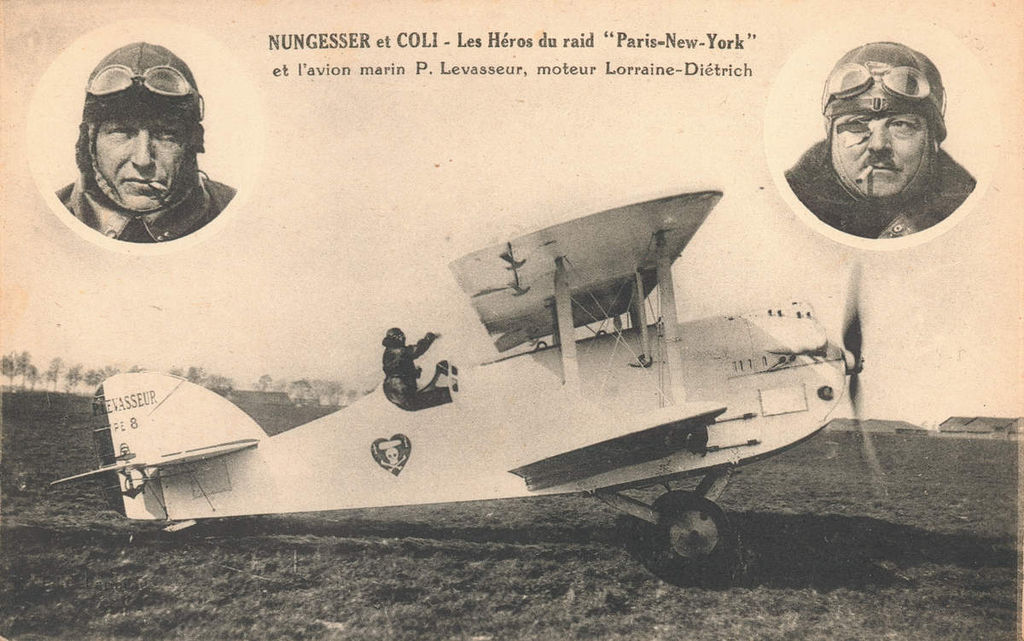 NUNGESSER et COLI - Les Héros du raid "Paris=New-York"
et l'avion marin P. Levasseur, moteur Lorraine-Diétrich
P. LEVASSEUR
8